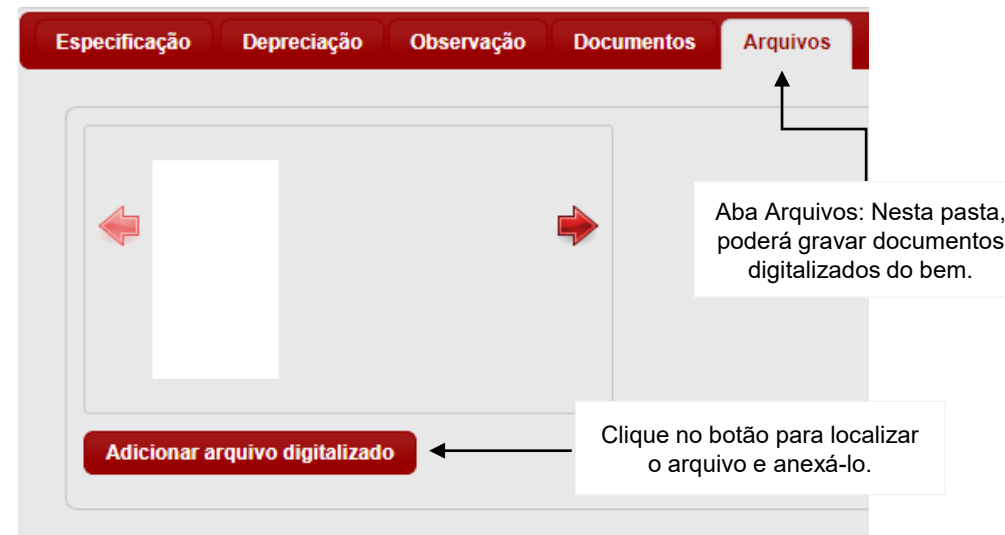 Especificação Depreciação Observação Documentos Arquivos
Aba Arquivos: Nesta pasta,
poderá gravar documentos
digitalizados do bem.
Adicionar arquivo digitalizado
Clique no botão para localizar
o arquivo e anexá-lo.